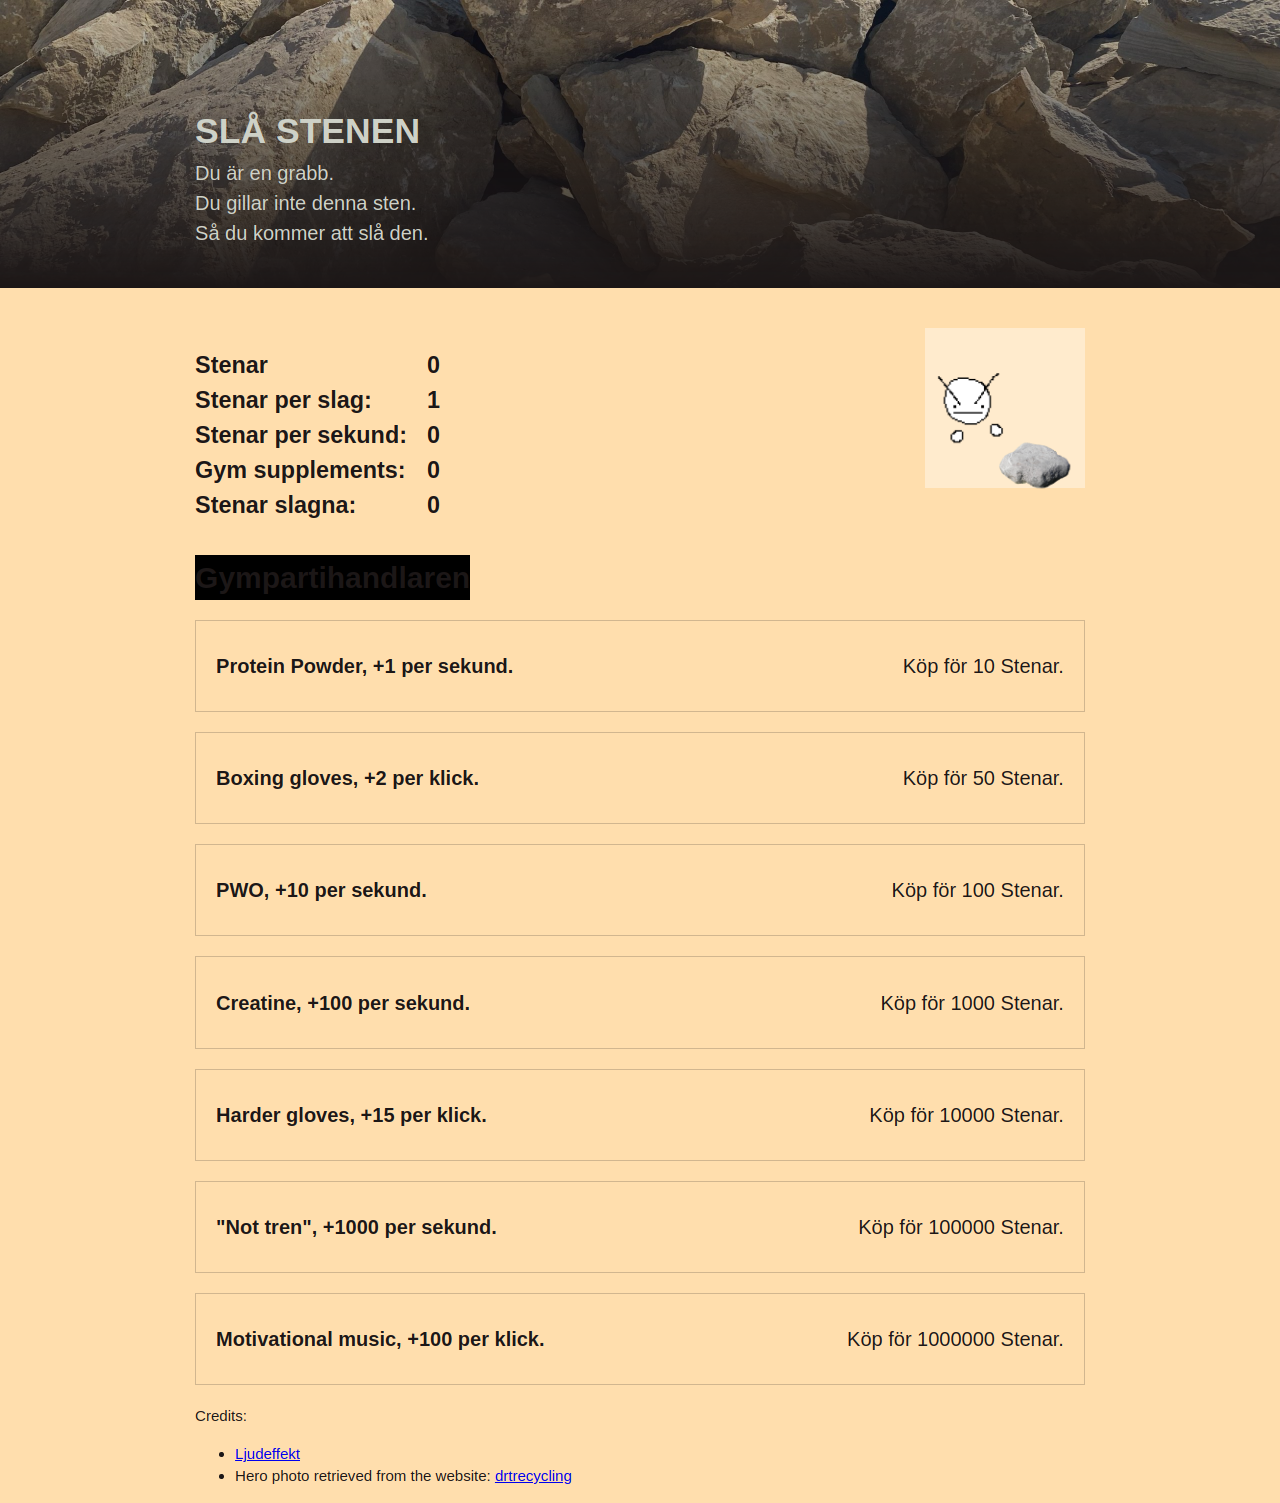 SLÅ STENEN
Du är en grabb.
Du gillar inte denna sten.
Så du kommer att slå den.
Stenar 0
Stenar per slag: 1
Stenar per sekund: 0
Gym supplements: 0
Stenar slagna: 0
Gympartihandlaren
Protein Powder, +1 per sekund. Köp för 10 Stenar.
Boxing gloves, +2 per klick. Köp för 50 Stenar.
PWO, +10 per sekund. Köp för 100 Stenar.
Creatine, +100 per sekund. Köp för 1000 Stenar.
Harder gloves, +15 per klick. Köp för 10000 Stenar.
"Not tren", +1000 per sekund. Köp för 100000 Stenar.
Motivational music, +100 per klick. Köp för 1000000 Stenar.
Credits:
Ljudeffekt
Hero photo retrieved from the website: drtrecycling